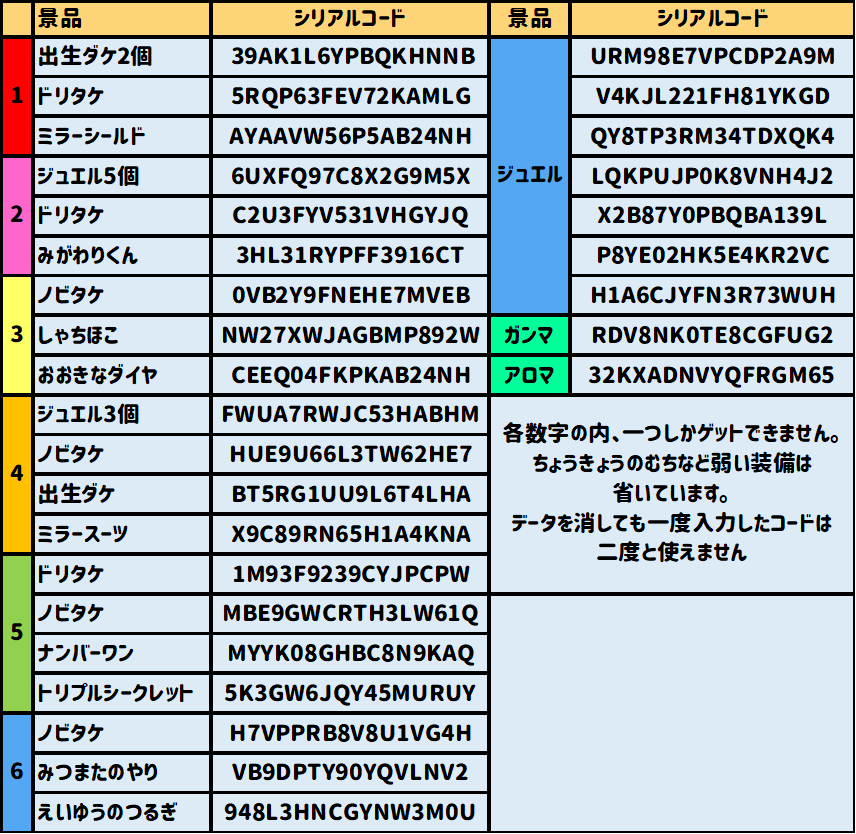 景品 シリアルコード 景品 シリアルコード
1
出生ダケ2個 39AK1L6YPBQKHNNB
ドリタケ 5RQP63FEV72KAMLG
ミラーシールド AYAAVW56P5AB24NH
2
ジュエル5個 6UXFQ97C8X2G9M5X
ドリタケ C2U3FYV531VHGYJQ
みがわりくん 3HL31RYPFF3916CT
3
ノビタケ 0VB2Y9FNEHE7MVEB
しゃちほこ NW27XWJAGBMP892W
おおきなダイヤ CEEQ04FKPKAB24NH
4
ジュエル3個 FWUA7RWJC53HABHM
ノビタケ HUE9U66L3TW62HE7
出生ダケ BT5RG1UU9L6T4LHA
ミラースーツ X9C89RN65H1A4KNA
5
ドリタケ 1M93F9239CYJPCPW
ノビタケ MBE9GWCRTH3LW61Q
ナンバーワン MYYK08GHBC8N9KAQ
トリプルシークレット 5K3GW6JQY45MURUY
6
ノビタケ H7VPPRB8V8U1VG4H
みつまたのやり VB9DPTY90YQVLNV2
えいゆうのつるぎ 948L3HNCGYNW3M0U
ジュエル
URM98E7VPCDP2A9M
V4KJL221FH81YKGD
QY8TP3RM34TDXQK4
LQKPUJP0K8VNH4J2
X2B87Y0PBQBA139L
P8YE02HK5E4KR2VC
H1A6CJYFN3R73WUH
ガンマ RDV8NK0TE8CGFUG2
アロマ 32KXADNVYQFRGM65
各数字の内、一つしかゲットできません。
ちょうきょうのむちなど弱い装備は
省いています。
データを消しても一度入力したコードは
二度と使えません